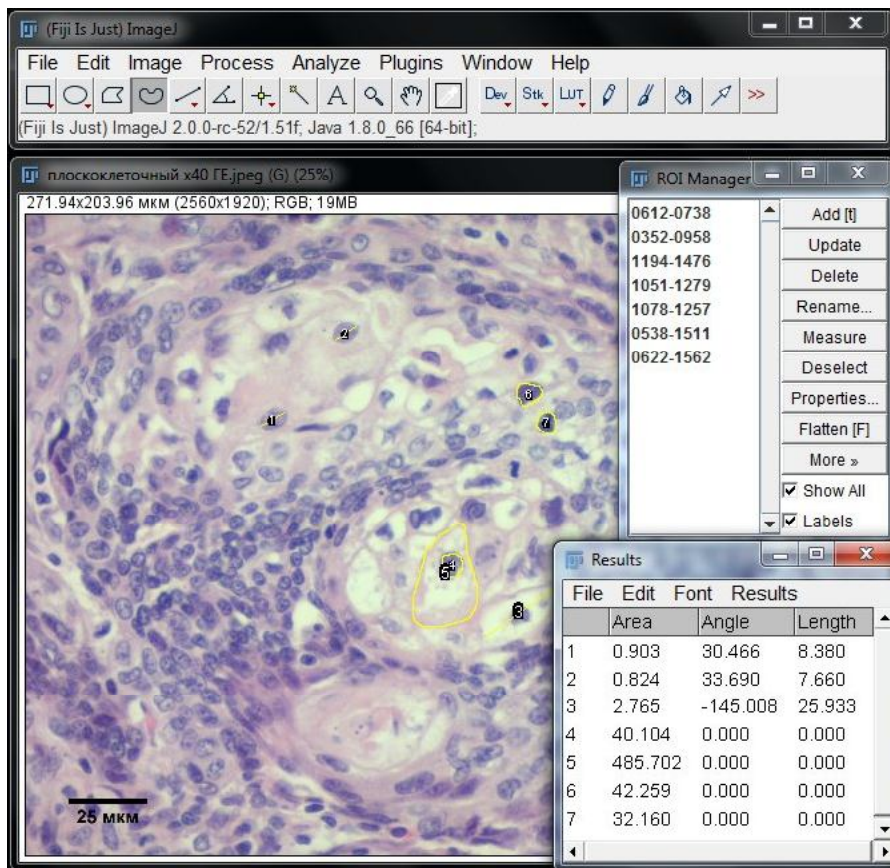 (Fiji Is Just) ImageJ
File Edit Image Process Analyze Plugins Window Help
A Dev Stk LUT >>
(Fiji Is Just) ImageJ 2.0.0-rc-52/1.51f; Java 1.8.0_66 [64-bit];
плоскоклеточный x40 ГЕ.jpeg (G) (25%)
271.94x203.96 мкм (2560x1920); RGB; 19MB
2
1
6
7
4
5
3
25 мкм
ROI Manager
0612-0738
0352-0958
1194-1476
1051-1279
1078-1257
0538-1511
0622-1562
Add [t]
Update
Delete
Rename...
Measure
Deselect
Properties...
Flatten [F]
More »
Show All
Labels
Results
File Edit Font Results
Area Angle Length
1 0.903 30.466 8.380
2 0.824 33.690 7.660
3 2.765 -145.008 25.933
4 40.104 0.000 0.000
5 485.702 0.000 0.000
6 42.259 0.000 0.000
7 32.160 0.000 0.000